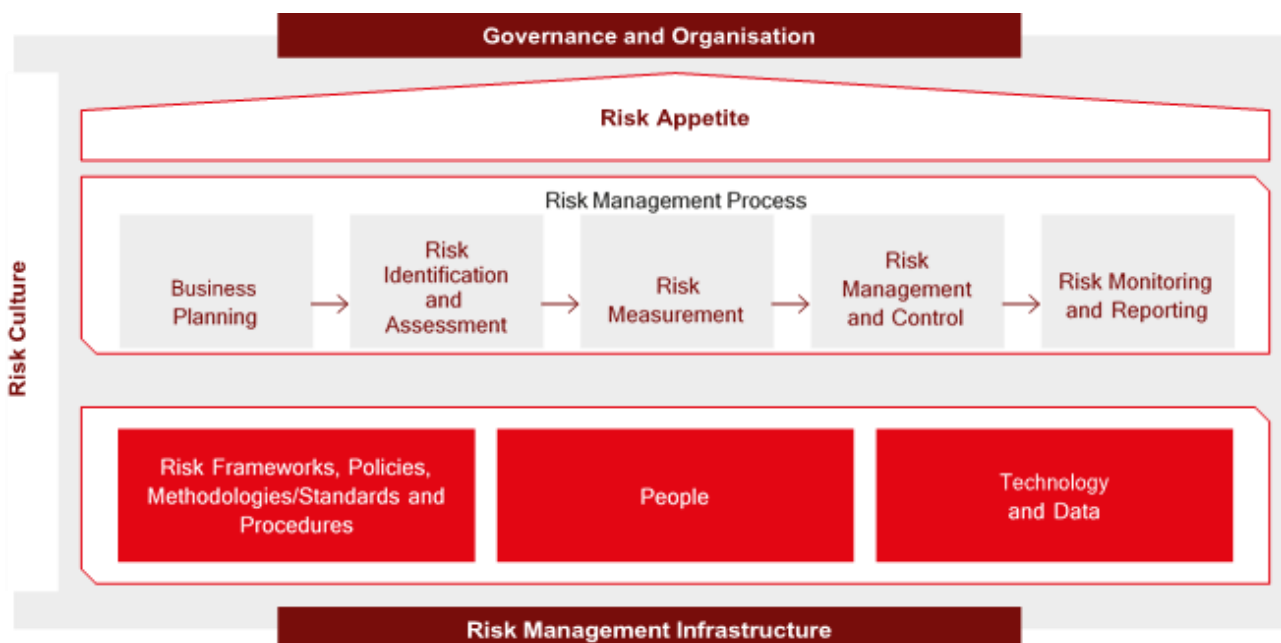 Governance and Organisation
Risk Appetite
Risk Culture
Risk Management Process
Business
Planning
Risk
Identification
and
Assessment
Risk
Measurement
Risk
Management
and Control
Risk Monitoring
and Reporting
Risk Frameworks, Policies,
Methodologies/Standards and
Procedures
People
Technology
and Data
Risk Management Infrastructure